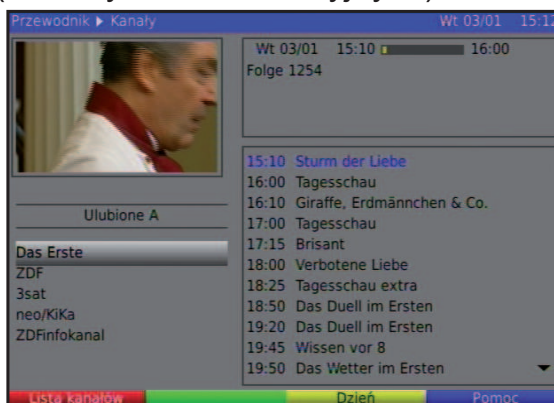 Przewodnik ▶ Kanały Wt 03/01 15:12
Wt 03/01 15:10 16:00
Folge 1254
Ulubione A
Das Erste
ZDF
3sat
neo/KiKa
ZDFinfokanal
15:10 Sturm der Liebe
16:00 Tagesschau
16:10 Giraffe, Erdmännchen & Co.
17:00 Tagesschau
17:15 Brisant
18:00 Verbotene Liebe
18:25 Tagesschau extra
18:50 Das Duell im Ersten
19:20 Das Duell im Ersten
19:45 Wissen vor 8
19:50 Das Wetter im Ersten
Lista kanałów Dzień Pomoc